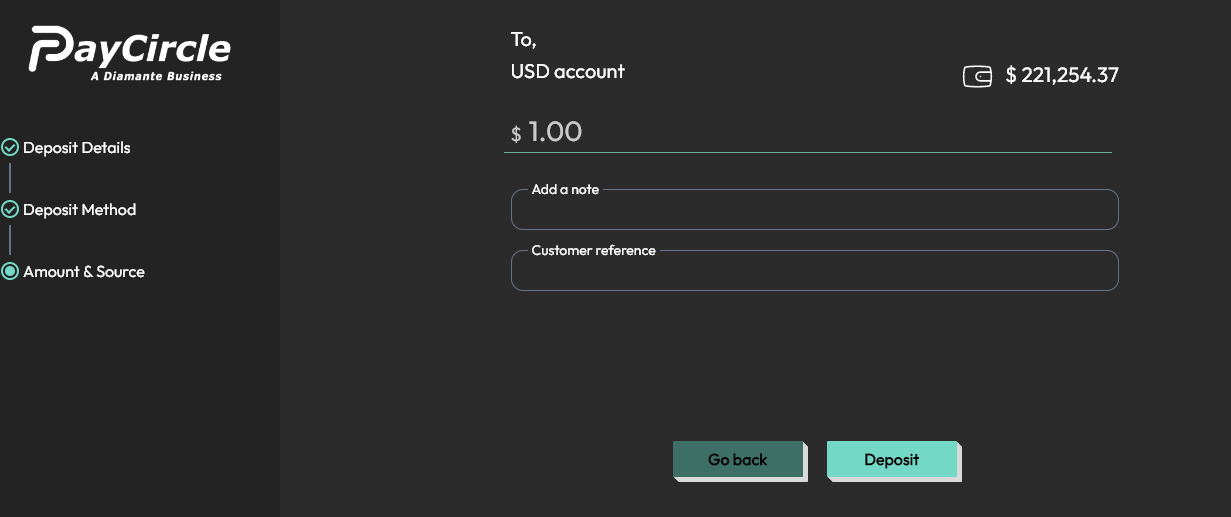 PayCircle
A Diamante Business
Deposit Details
Deposit Method
Amount & Source
To,
USD account
$ 221,254.37
$ 1.00
Add a note
Customer reference
Go back
Deposit